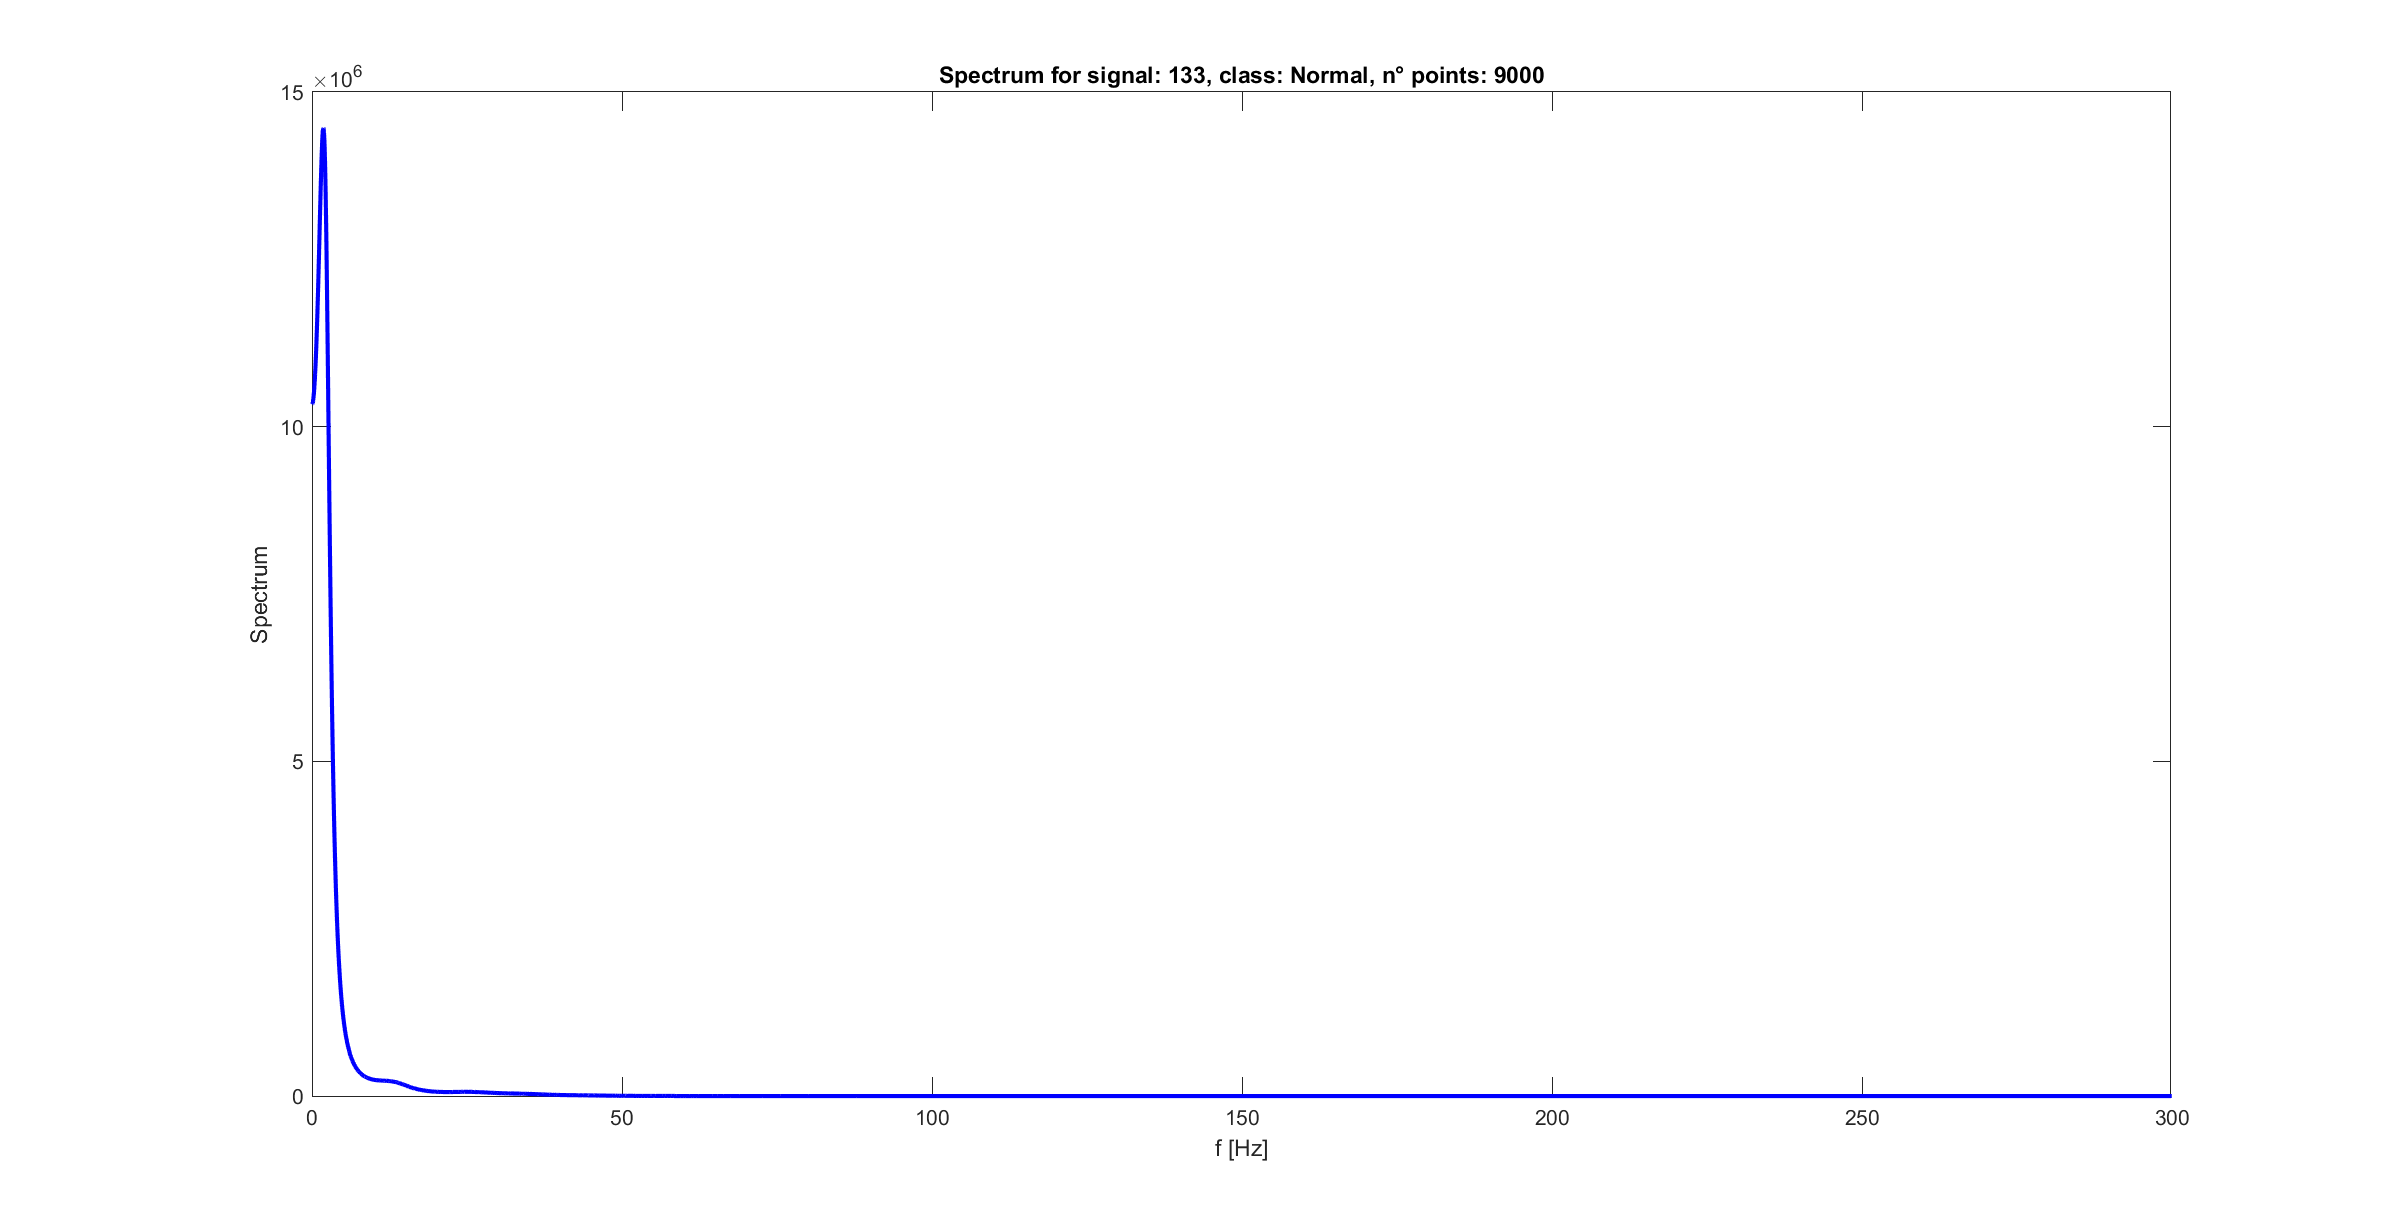 Spectrum for signal: 133, class: Normal, n° points: 9000
×10^6
15
10
5
0
Spectrum
0 50 100 150 200 250 300
f [Hz]